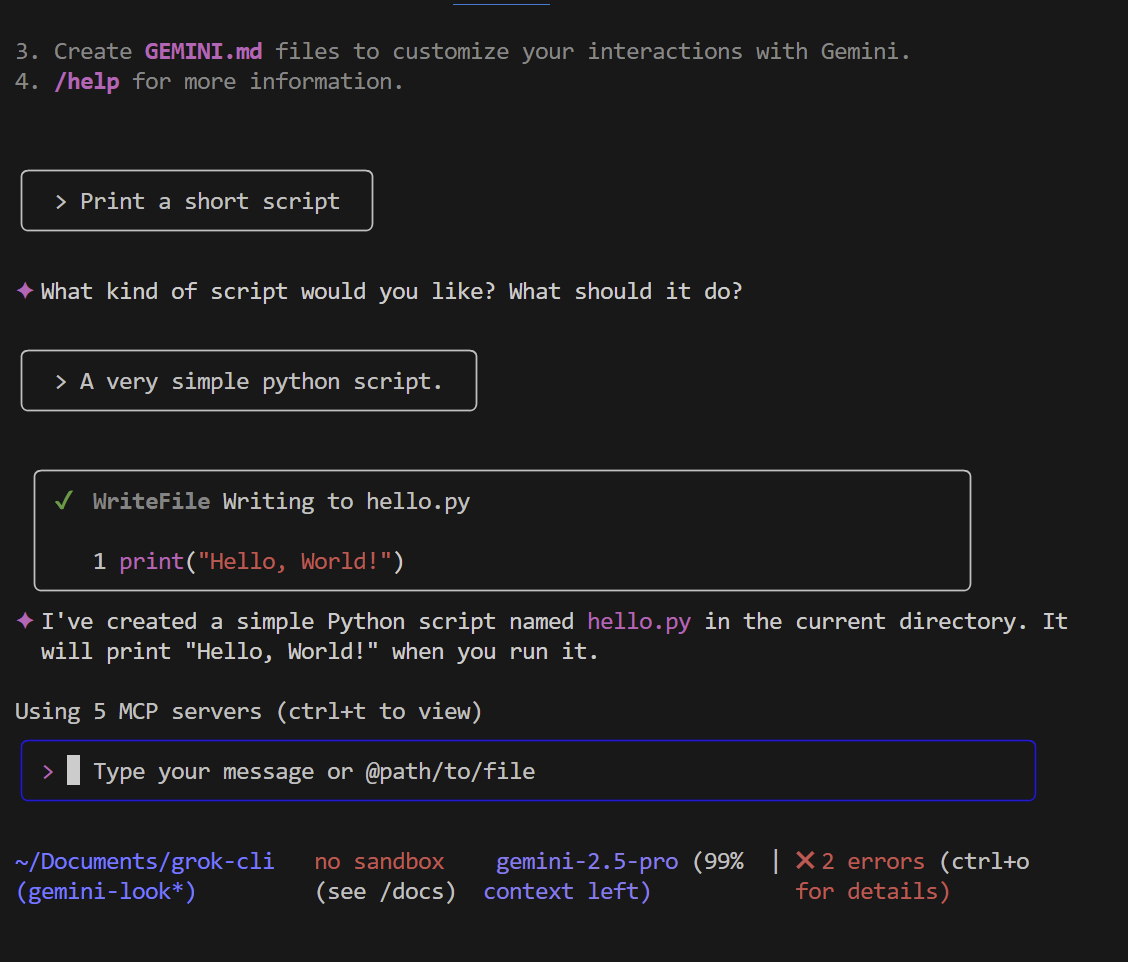 3. Create GEMINI.md files to customize your interactions with Gemini.
4. /help for more information.
> Print a short script
✦ What kind of script would you like? What should it do?
> A very simple python script.
✓ WriteFile Writing to hello.py
1 print("Hello, World!")
✦ I've created a simple Python script named hello.py in the current directory. It
will print "Hello, World!" when you run it.
Using 5 MCP servers (ctrl+t to view)
> Type your message or @path/to/file
~/Documents/grok-cli no sandbox gemini-2.5-pro (99% | ✕ 2 errors (ctrl+o
(gemini-look*) (see /docs) context left) for details)